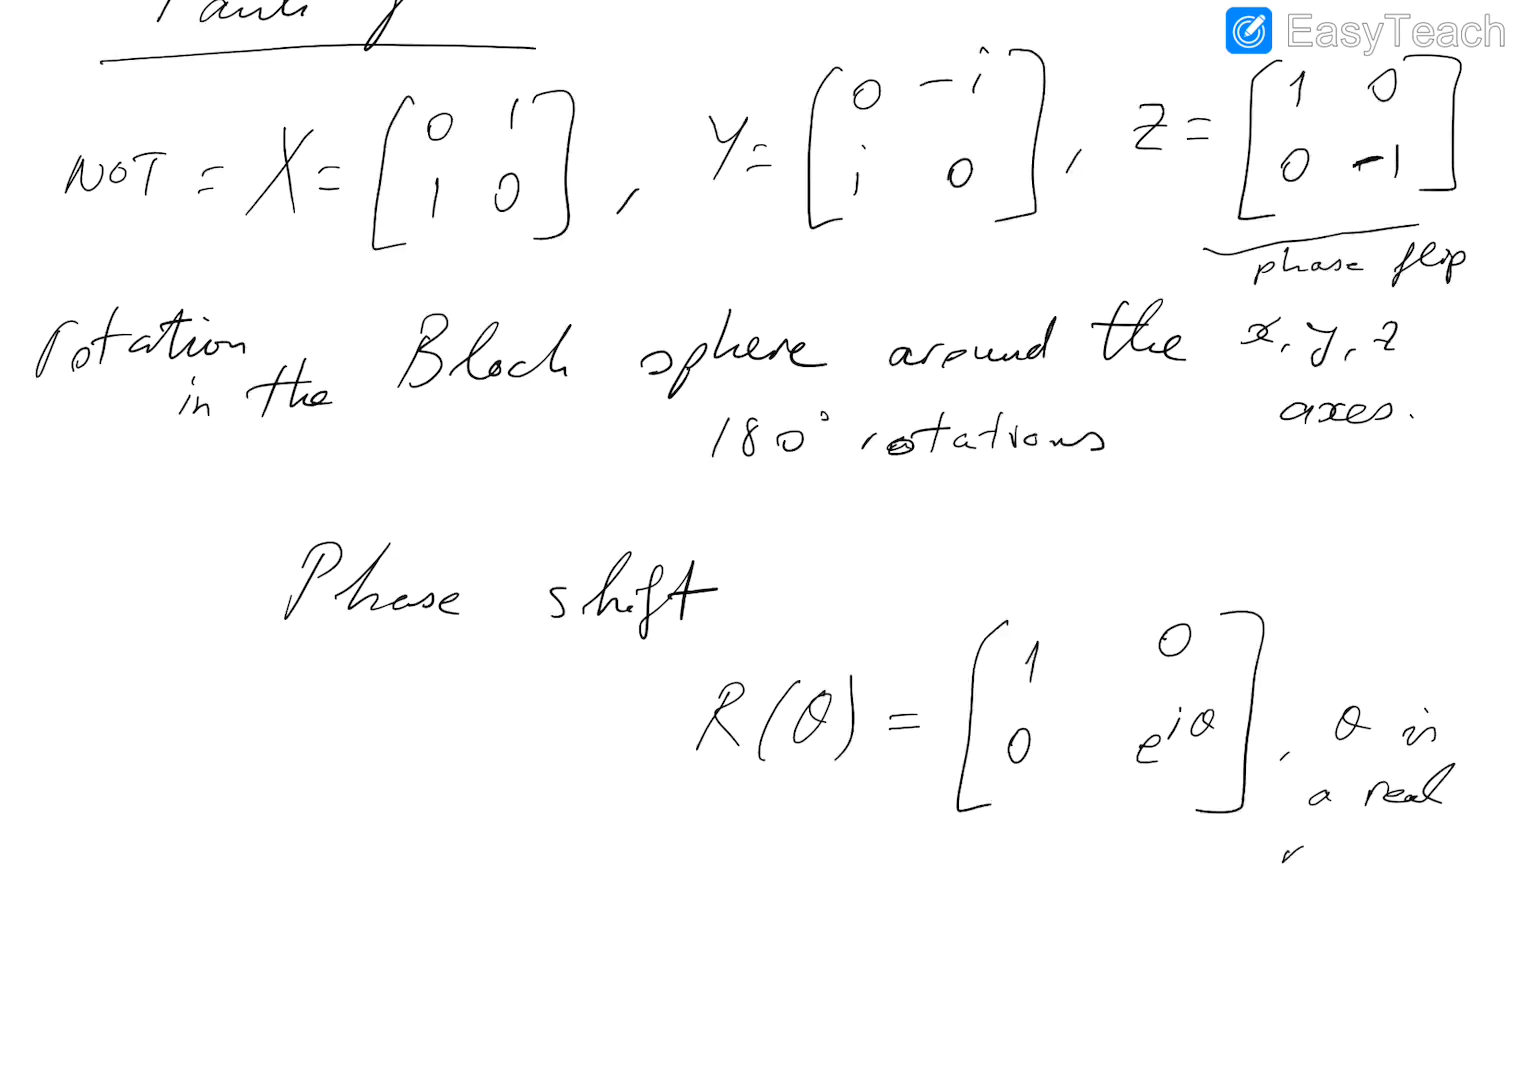 EasyTeach
NOT = X = [0 1; 1 0], Y = [0 -i; i 0], Z = [1 0; 0 -1]
phase flip
rotation in the Bloch sphere around the x, y, z axes.
180° rotations
Phase shift
R(θ) = [1 0; 0 e^{iθ}], θ is
a real